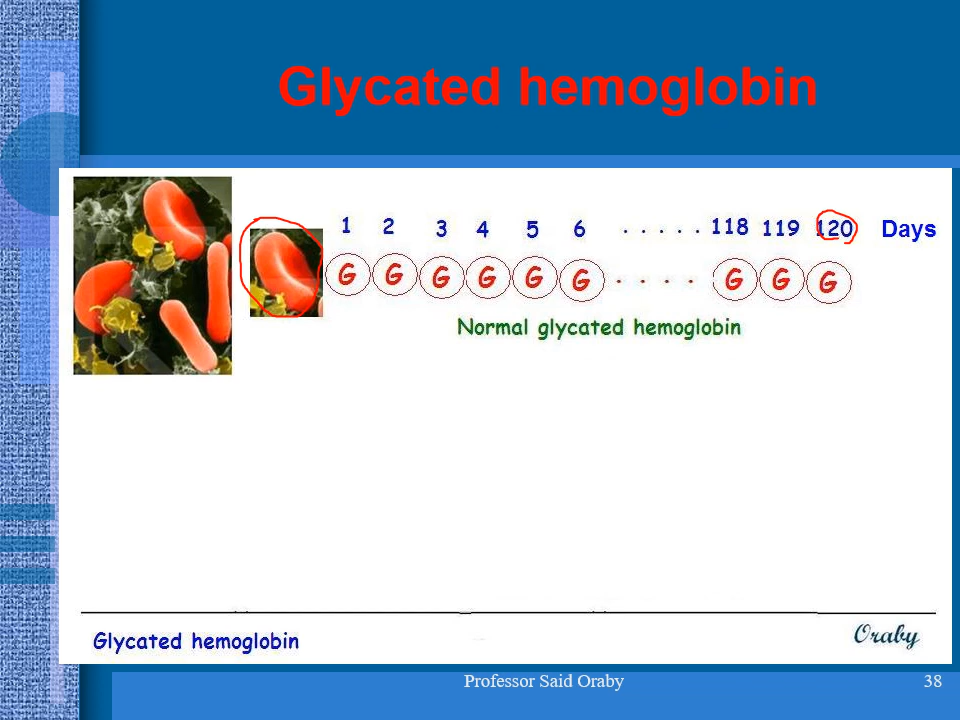 Glycated hemoglobin
1 2 3 4 5 6 . . . . . 118 119 120 Days
G G G G G G . . . . G G G
Normal glycated hemoglobin
Glycated hemoglobin
Oraby
Professor Said Oraby
38